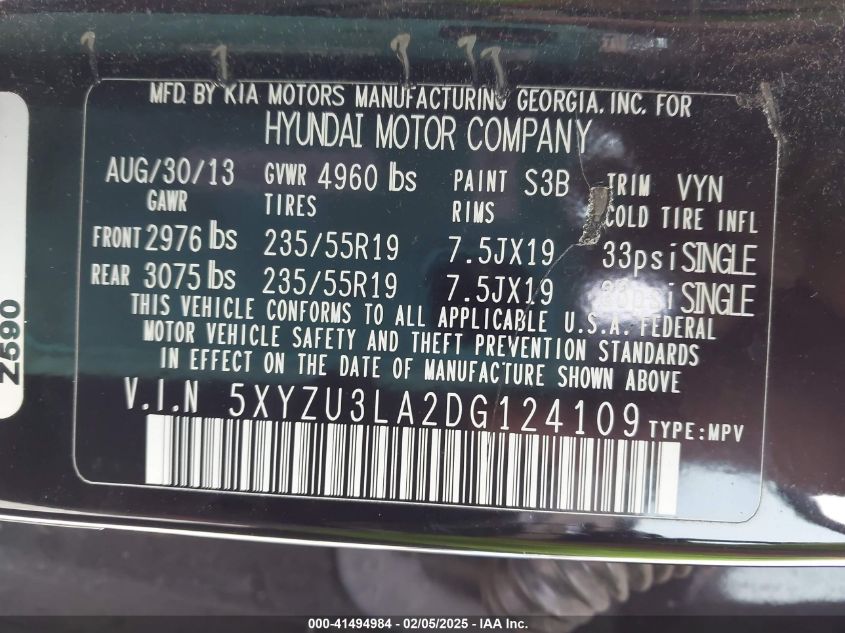 MFD. BY KIA MOTORS MANUFACTURING GEORGIA, INC. FOR
HYUNDAI MOTOR COMPANY
AUG/30/13 GVWR 4960 lbs PAINT S3B TRIM VYN
GAWR TIRES RIMS COLD TIRE INFL
FRONT 2976 lbs 235/55R19 7.5JX19 33psi SINGLE
REAR 3075 lbs 235/55R19 7.5JX19 33psi SINGLE
THIS VEHICLE CONFORMS TO ALL APPLICABLE U.S.A. FEDERAL
MOTOR VEHICLE SAFETY AND THEFT PREVENTION STANDARDS
IN EFFECT ON THE DATE OF MANUFACTURE SHOWN ABOVE
V.I.N 5XYZU3LA2DG124109 TYPE:MPV
Z590
000-41494984 - 02/05/2025 - IAA Inc.